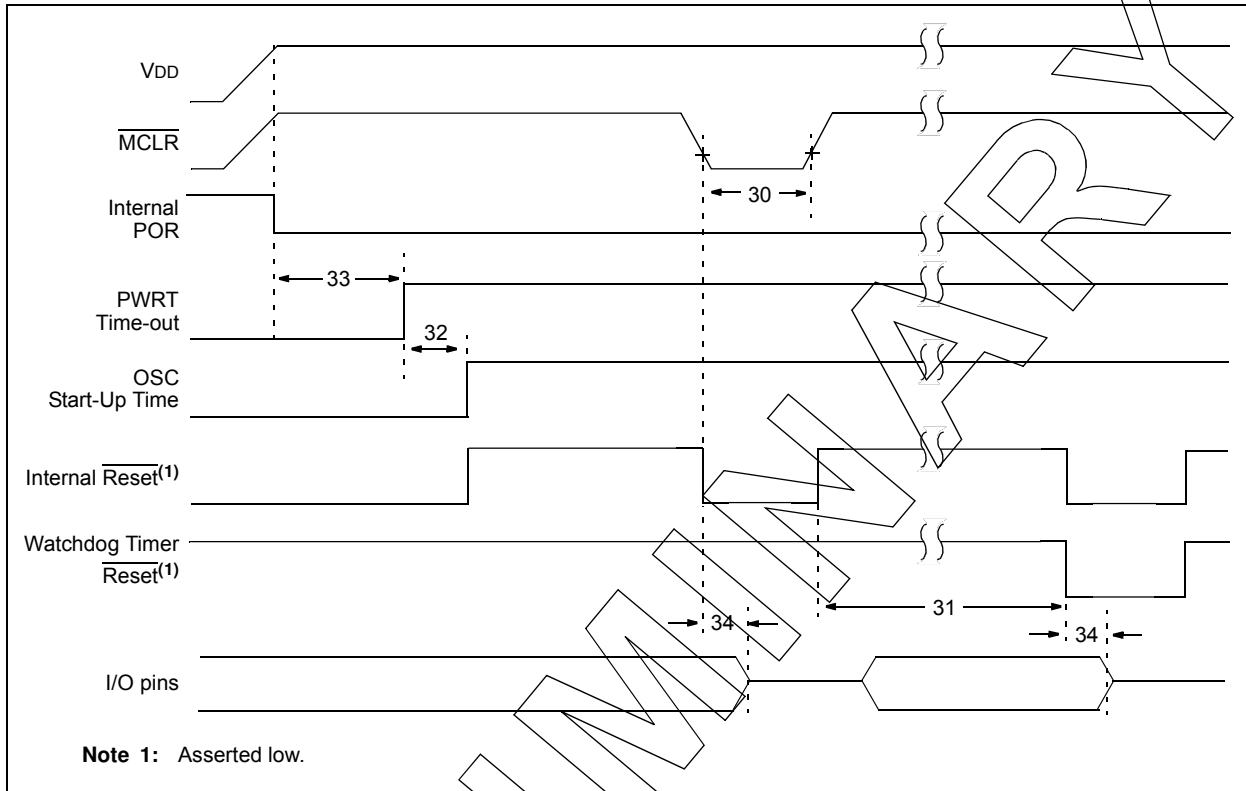 VDD
MCLR
Internal
POR
30
33
PWRT
Time-out
32
OSC
Start-Up Time
Internal Reset(1)
Watchdog Timer
Reset(1)
31
34
34
I/O pins
Note 1: Asserted low.